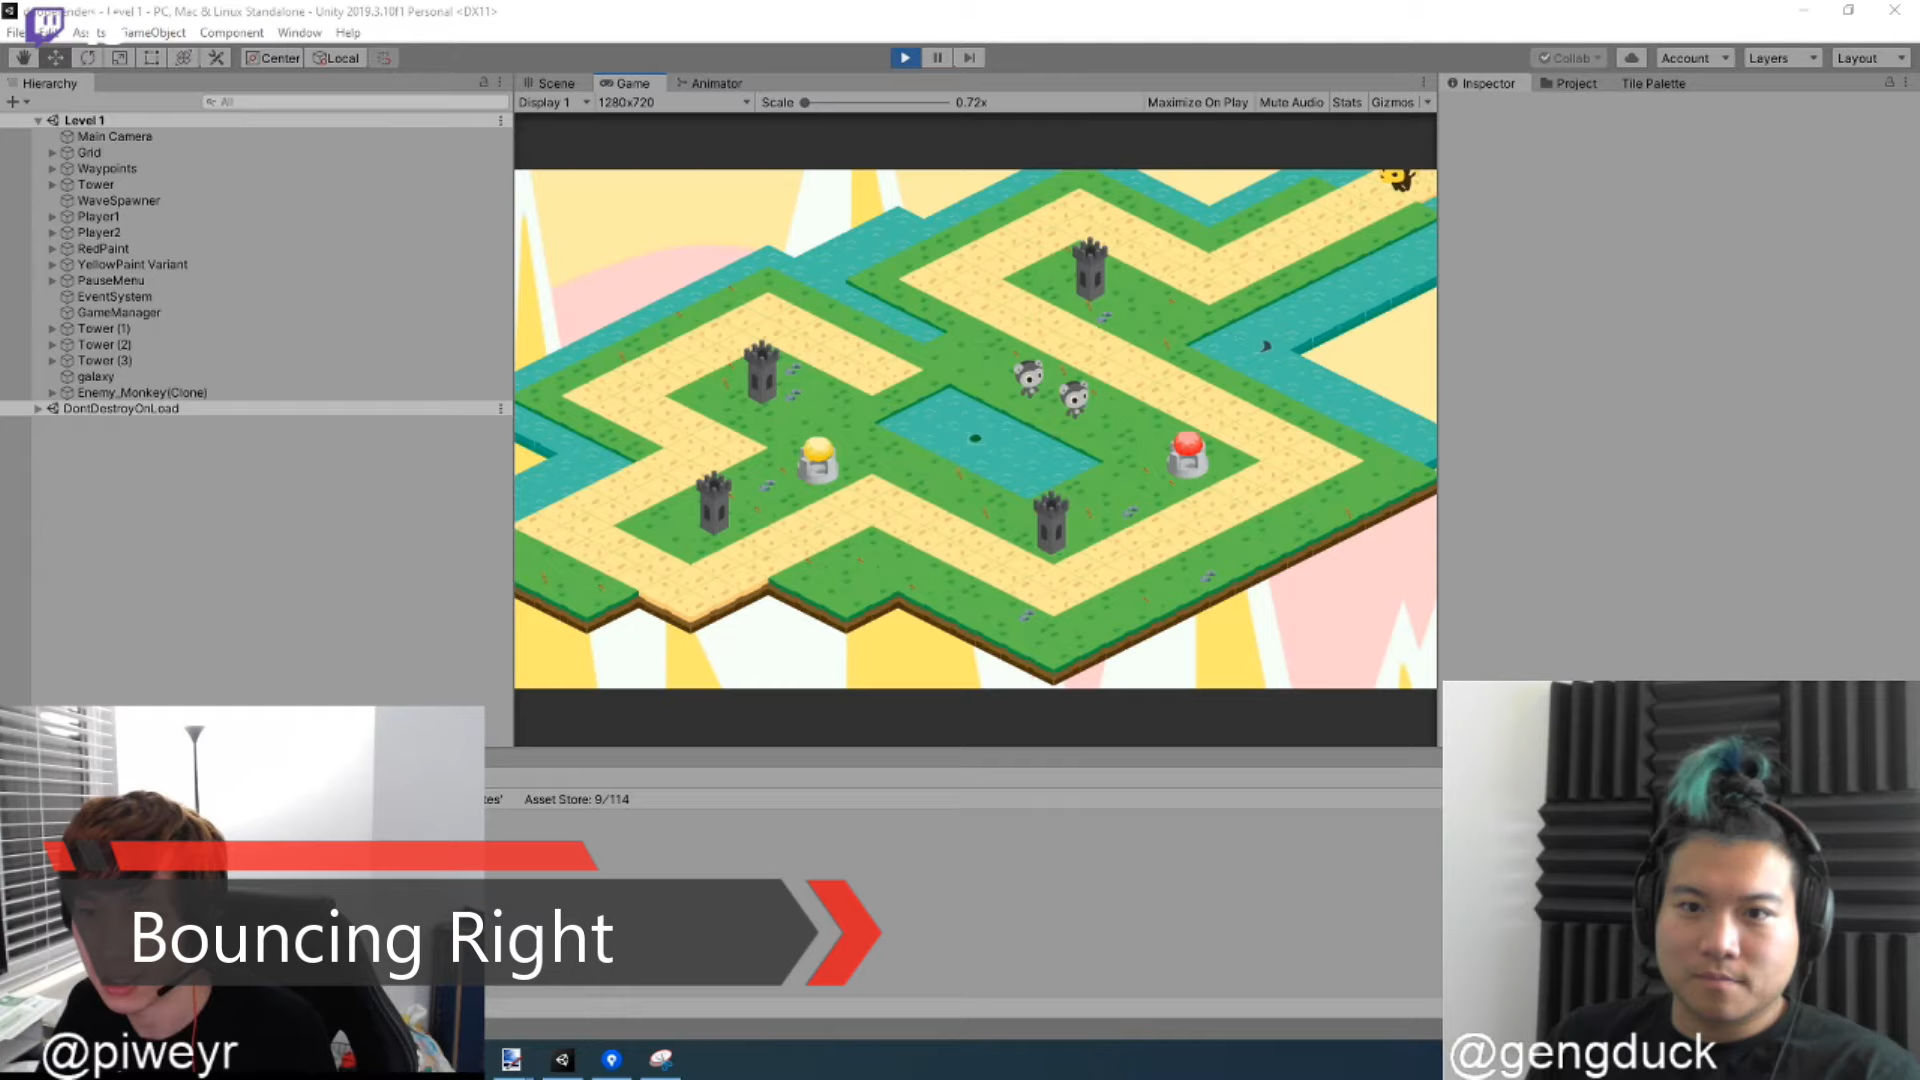 Level 1 - PC, Mac & Linux Standalone - Unity 2019.3.10f1 Personal <DX11>
GameObject Component Window Help
Center Local
Collab Account Layers Layout
Hierarchy
All
Scene Game Animator
Display 1 1280x720 Scale 0.72x Maximize On Play Mute Audio Stats Gizmos
Inspector Project Tile Palette
Level 1
Main Camera
Grid
Waypoints
Tower
WaveSpawner
Player1
Player2
RedPaint
YellowPaint Variant
PauseMenu
EventSystem
GameManager
Tower (1)
Tower (2)
Tower (3)
galaxy
Enemy_Monkey(Clone)
DontDestroyOnLoad
Asset Store: 9/114
Bouncing Right
@piweyr
@gengduck